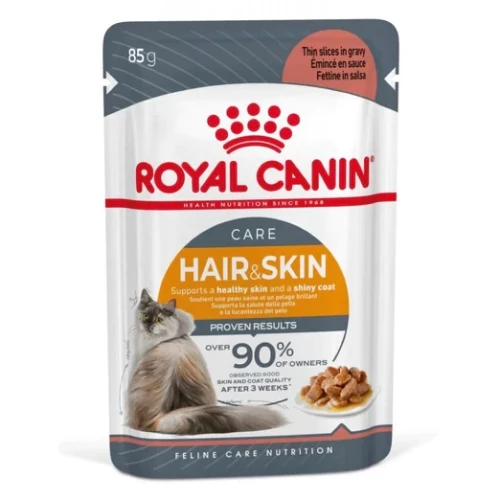 85g
Thin slices in gravy
Émincé en sauce
Fettine in salsa
ROYAL CANIN®
HEALTH NUTRITION SINCE 1968
CARE
HAIR&SKIN
Supports a healthy skin and a shiny coat
Soutient une peau saine et un pelage brillant
Supporta la salute della pelle
e la lucentezza del pelo
PROVEN RESULTS
OVER 90% OF OWNERS
OBSERVED GOOD
SKIN AND COAT QUALITY
AFTER 3 WEEKS*
FELINE CARE NUTRITION